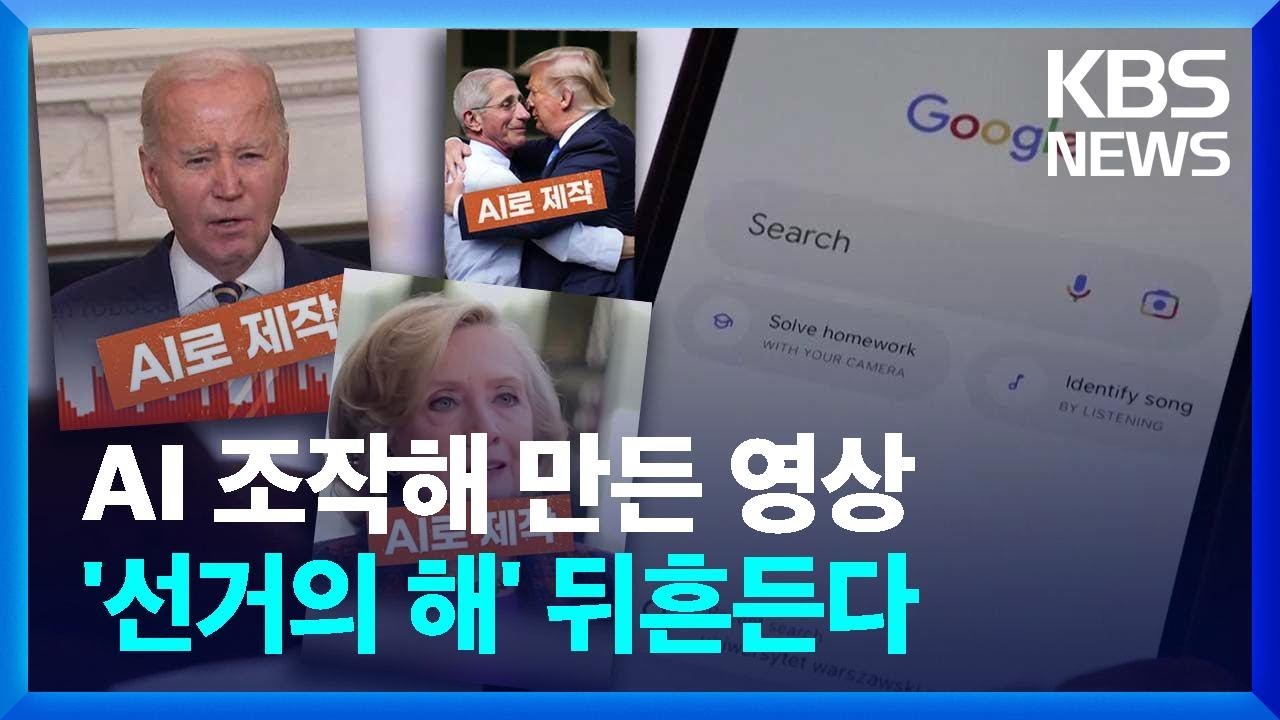 KBS
NEWS
Google
AI로 제작
Search
Solve homework
WITH YOUR CAMERA
Identify song
BY LISTENING
AI로 제작
AI로 제작
AI 조작해 만든 영상
'선거의 해' 뒤흔든다
search
warszawski